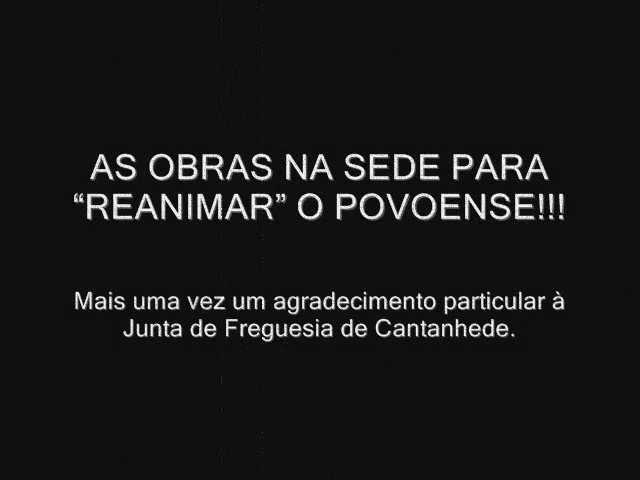 AS OBRAS NA SEDE PARA
“REANIMAR” O POVOENSE!!!
Mais uma vez um agradecimento particular à
Junta de Freguesia de Cantanhede.